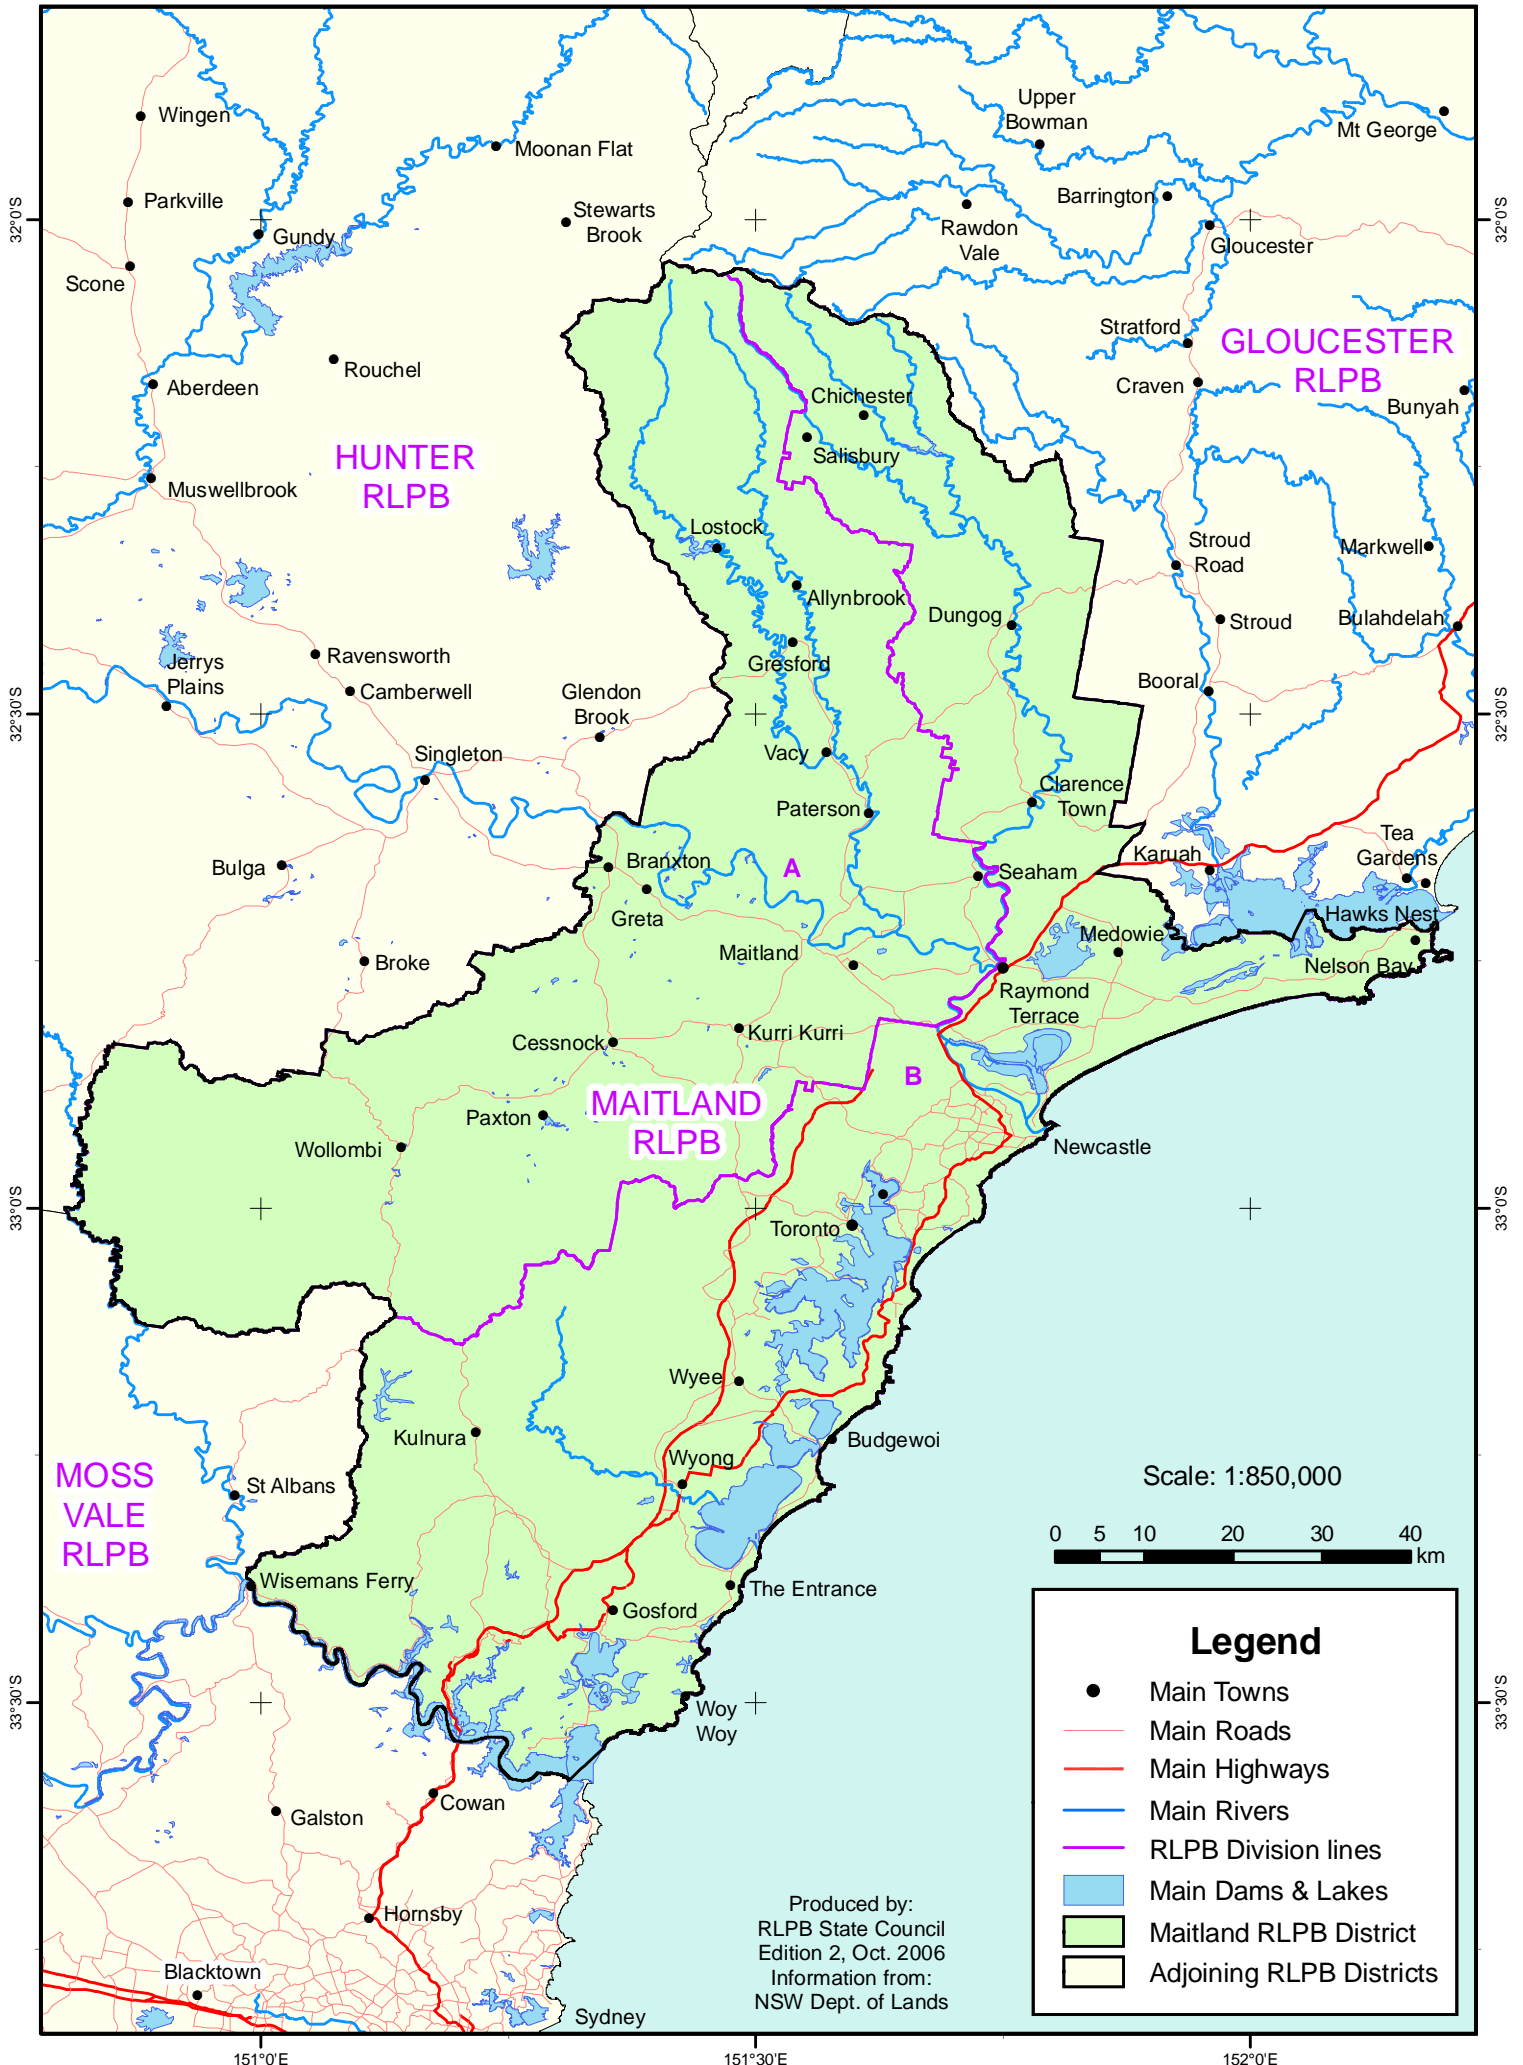 Wingen
Upper
Bowman
Mt George
Moonan Flat
Parkville
Stewarts
Brook
Barrington
Rawdon
Vale
Gundy
Gloucester
Scone
32°0'S
32°0'S
Stratford
GLOUCESTER
RLPB
Rouchel
Aberdeen
Craven
Chichester
Bunyah
HUNTER
RLPB
Salisbury
Muswellbrook
Lostock
Stroud
Road
Markwell
Allynbrook
Dungog
Stroud
Bulahdelah
Ravensworth
Gresford
Jerrys
Plains
Camberwell
Glendon
Brook
Booral
32°30'S
32°30'S
Singleton
Vacy
Clarence
Town
Paterson
Tea
Gardens
Karuah
Branxton
A
Seaham
Bulga
Greta
Hawks Nest
Medowie
Maitland
Broke
Nelson Bay
Raymond
Terrace
Kurri Kurri
Cessnock
B
MAITLAND
RLPB
Paxton
Wollombi
Newcastle
33°0'S
33°0'S
Toronto
Wyee
Kulnura
Budgewoi
Wyong
MOSS
VALE
RLPB
St Albans
Scale: 1:850,000
0 5 10 20 30 40
km
Wisemans Ferry
The Entrance
Gosford
33°30'S
33°30'S
Woy
Woy
Cowan
Galston
Hornsby
Blacktown
Sydney
Produced by:
RLPB State Council
Edition 2, Oct. 2006
Information from:
NSW Dept. of Lands
Legend
Main Towns
Main Roads
Main Highways
Main Rivers
RLPB Division lines
Main Dams & Lakes
Maitland RLPB District
Adjoining RLPB Districts
151°0'E
151°30'E
152°0'E